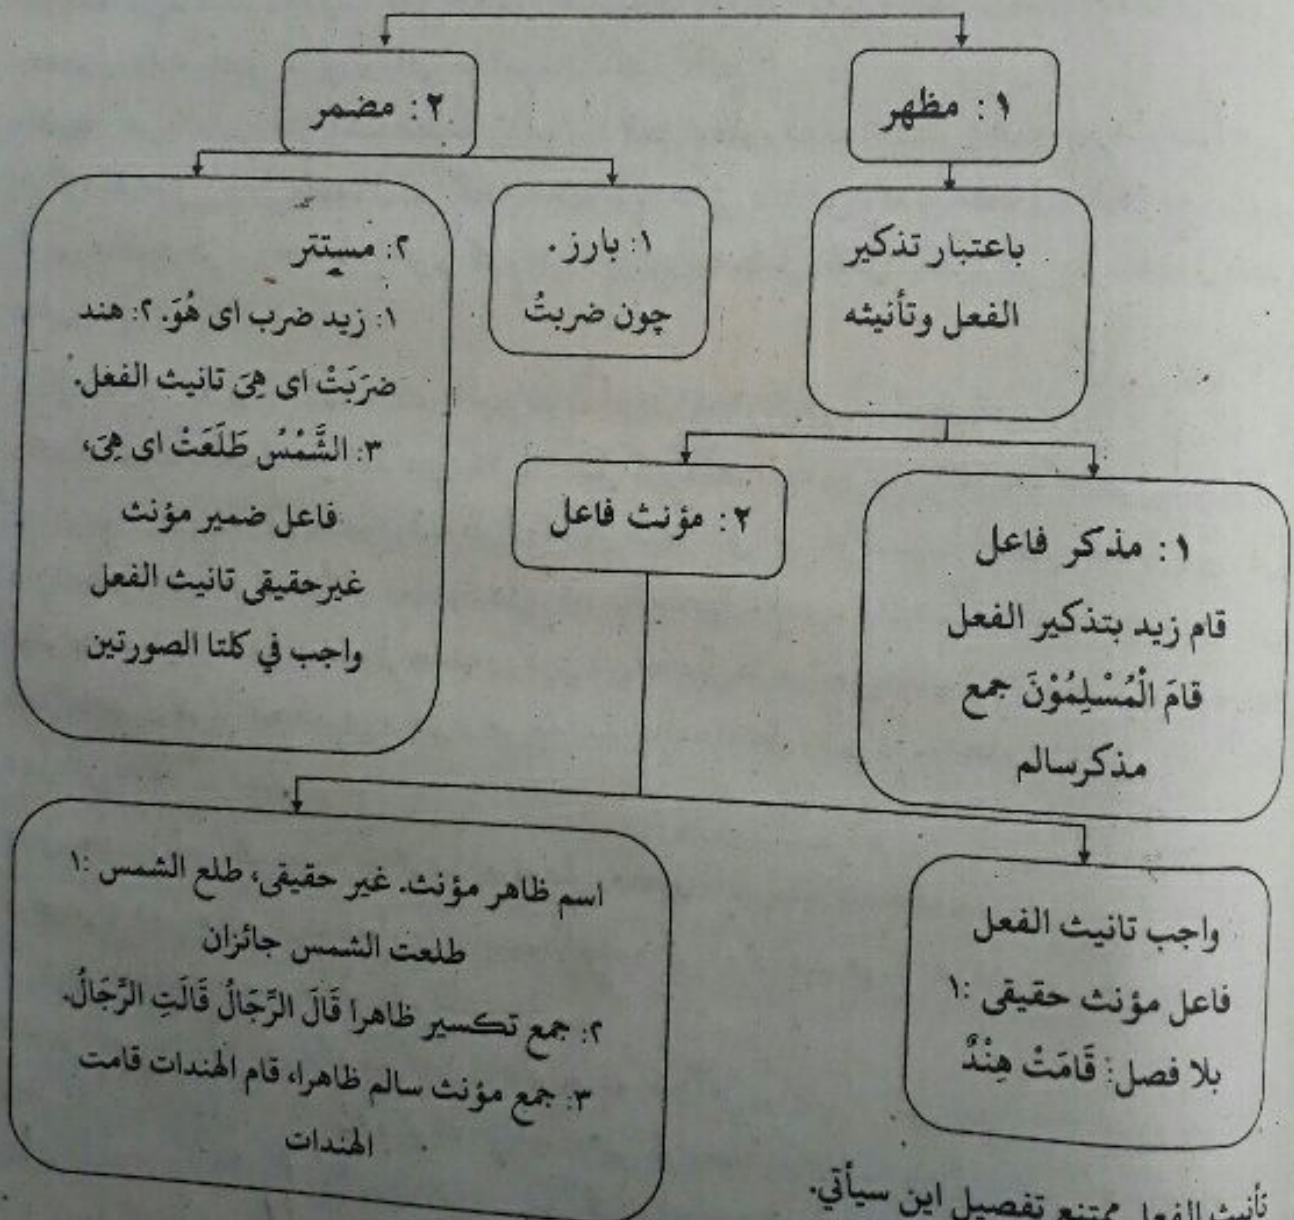 ١: مظهر
٢: مضمر
باعتبار تذكير
الفعل وتأنيثه
١: بارز.
چون ضربتُ
٢: مستتر
١: زيد ضرب اى هُوَ. ٢: هند
ضرَبَتْ اى هِىَ تانيث الفعل.
٣: الشَّمْسُ طَلَعَتْ اى هِىَ،
فاعل ضمير مؤنث
غيرحقيقى تانيث الفعل
واجب في كلتا الصورتين
١: مذكر فاعل
قام زيد بتذكير الفعل
قامَ الْمُسْلِمُوْنَ جمع
مذكرسالم
٢: مؤنث فاعل
واجب تانيث الفعل
فاعل مؤنث حقيقى :١
بلا فصل: قَامَتْ هِنْدٌ
اسم ظاهر مؤنث. غير حقيقى، طلع الشمس :١
طلعت الشمس جائزان
٢: جمع تكسير ظاهرا قَالَ الرَّجَالُ قَالَتِ الرَّجَالُ.
٣: جمع مؤنث سالم ظاهرا، قام الهندات قامت
الهندات
تأنيث الفعل ممتنع تفصيل اين سيأتي.